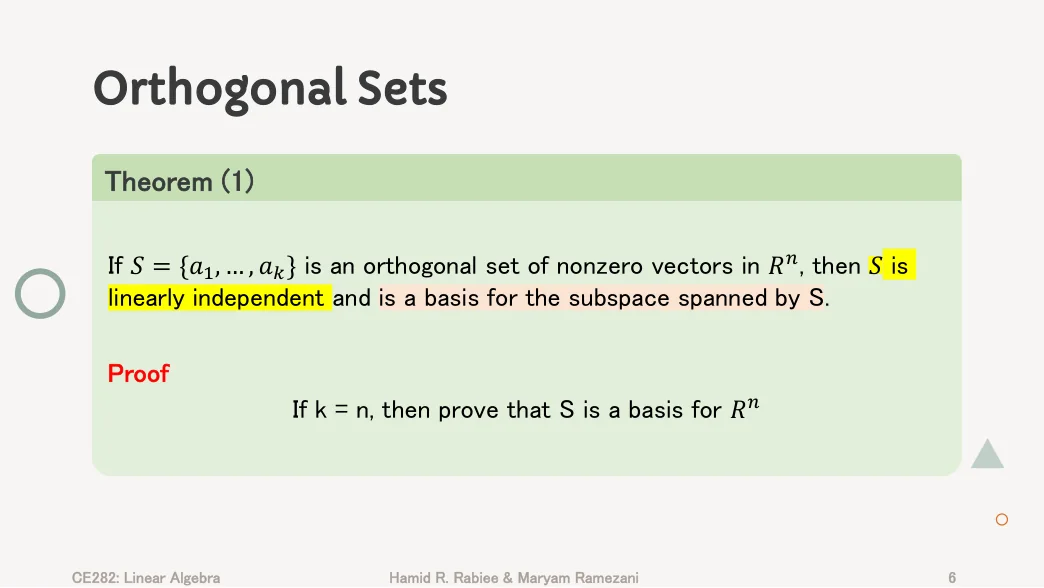 Orthogonal Sets
Theorem (1)
If 𝑆 = {𝑎₁, … , 𝑎ₖ} is an orthogonal set of nonzero vectors in 𝑅ⁿ, then 𝑆 is
linearly independent and is a basis for the subspace spanned by S.
Proof
If k = n, then prove that S is a basis for 𝑅ⁿ
CE282: Linear Algebra
Hamid R. Rabiee & Maryam Ramezani
6